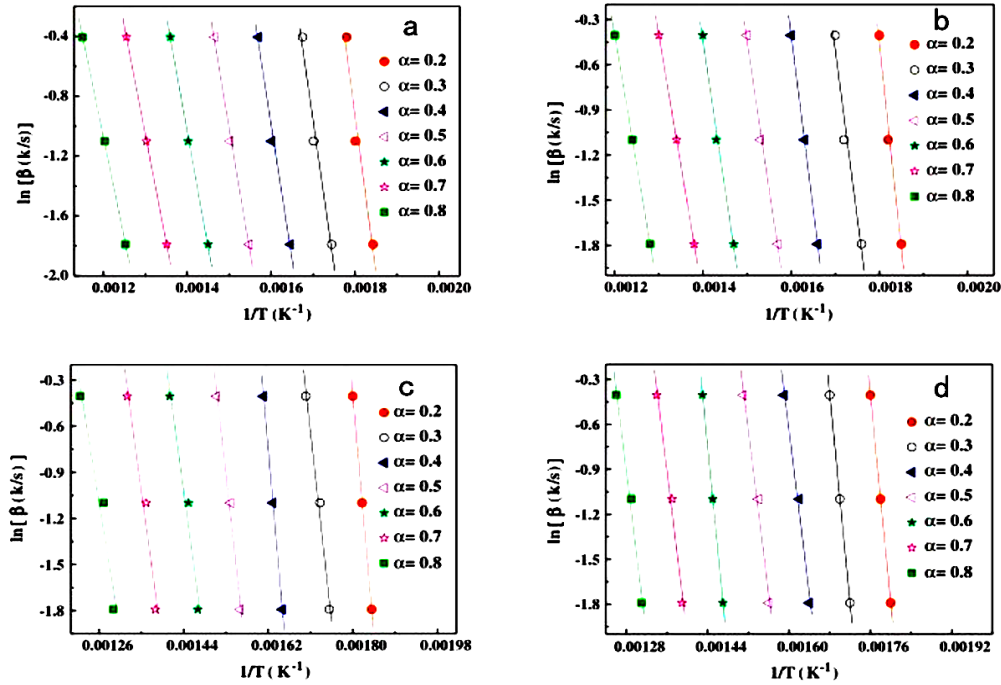 a
-0.4
-0.8
-1.2
-1.6
-2.0
ln [ β (k/s) ]
α= 0.2
α= 0.3
α= 0.4
α= 0.5
α= 0.6
α= 0.7
α= 0.8
0.0012 0.0014 0.0016 0.0018 0.0020
1/T (K-1)
b
-0.3
-0.6
-0.9
-1.2
-1.5
-1.8
ln [ β (k/s) ]
α= 0.2
α= 0.3
α= 0.4
α= 0.5
α= 0.6
α= 0.7
α= 0.8
0.0012 0.0014 0.0016 0.0018 0.0020
1/T (K-1)
c
-0.3
-0.6
-0.9
-1.2
-1.5
-1.8
ln [ β (k/s) ]
α= 0.2
α= 0.3
α= 0.4
α= 0.5
α= 0.6
α= 0.7
α= 0.8
0.00126 0.00144 0.00162 0.00180 0.00198
1/T (K-1)
d
-0.3
-0.6
-0.9
-1.2
-1.5
-1.8
ln [ β (k/s) ]
α= 0.2
α= 0.3
α= 0.4
α= 0.5
α= 0.6
α= 0.7
α= 0.8
0.00128 0.00144 0.00160 0.00176 0.00192
1/T (K-1)